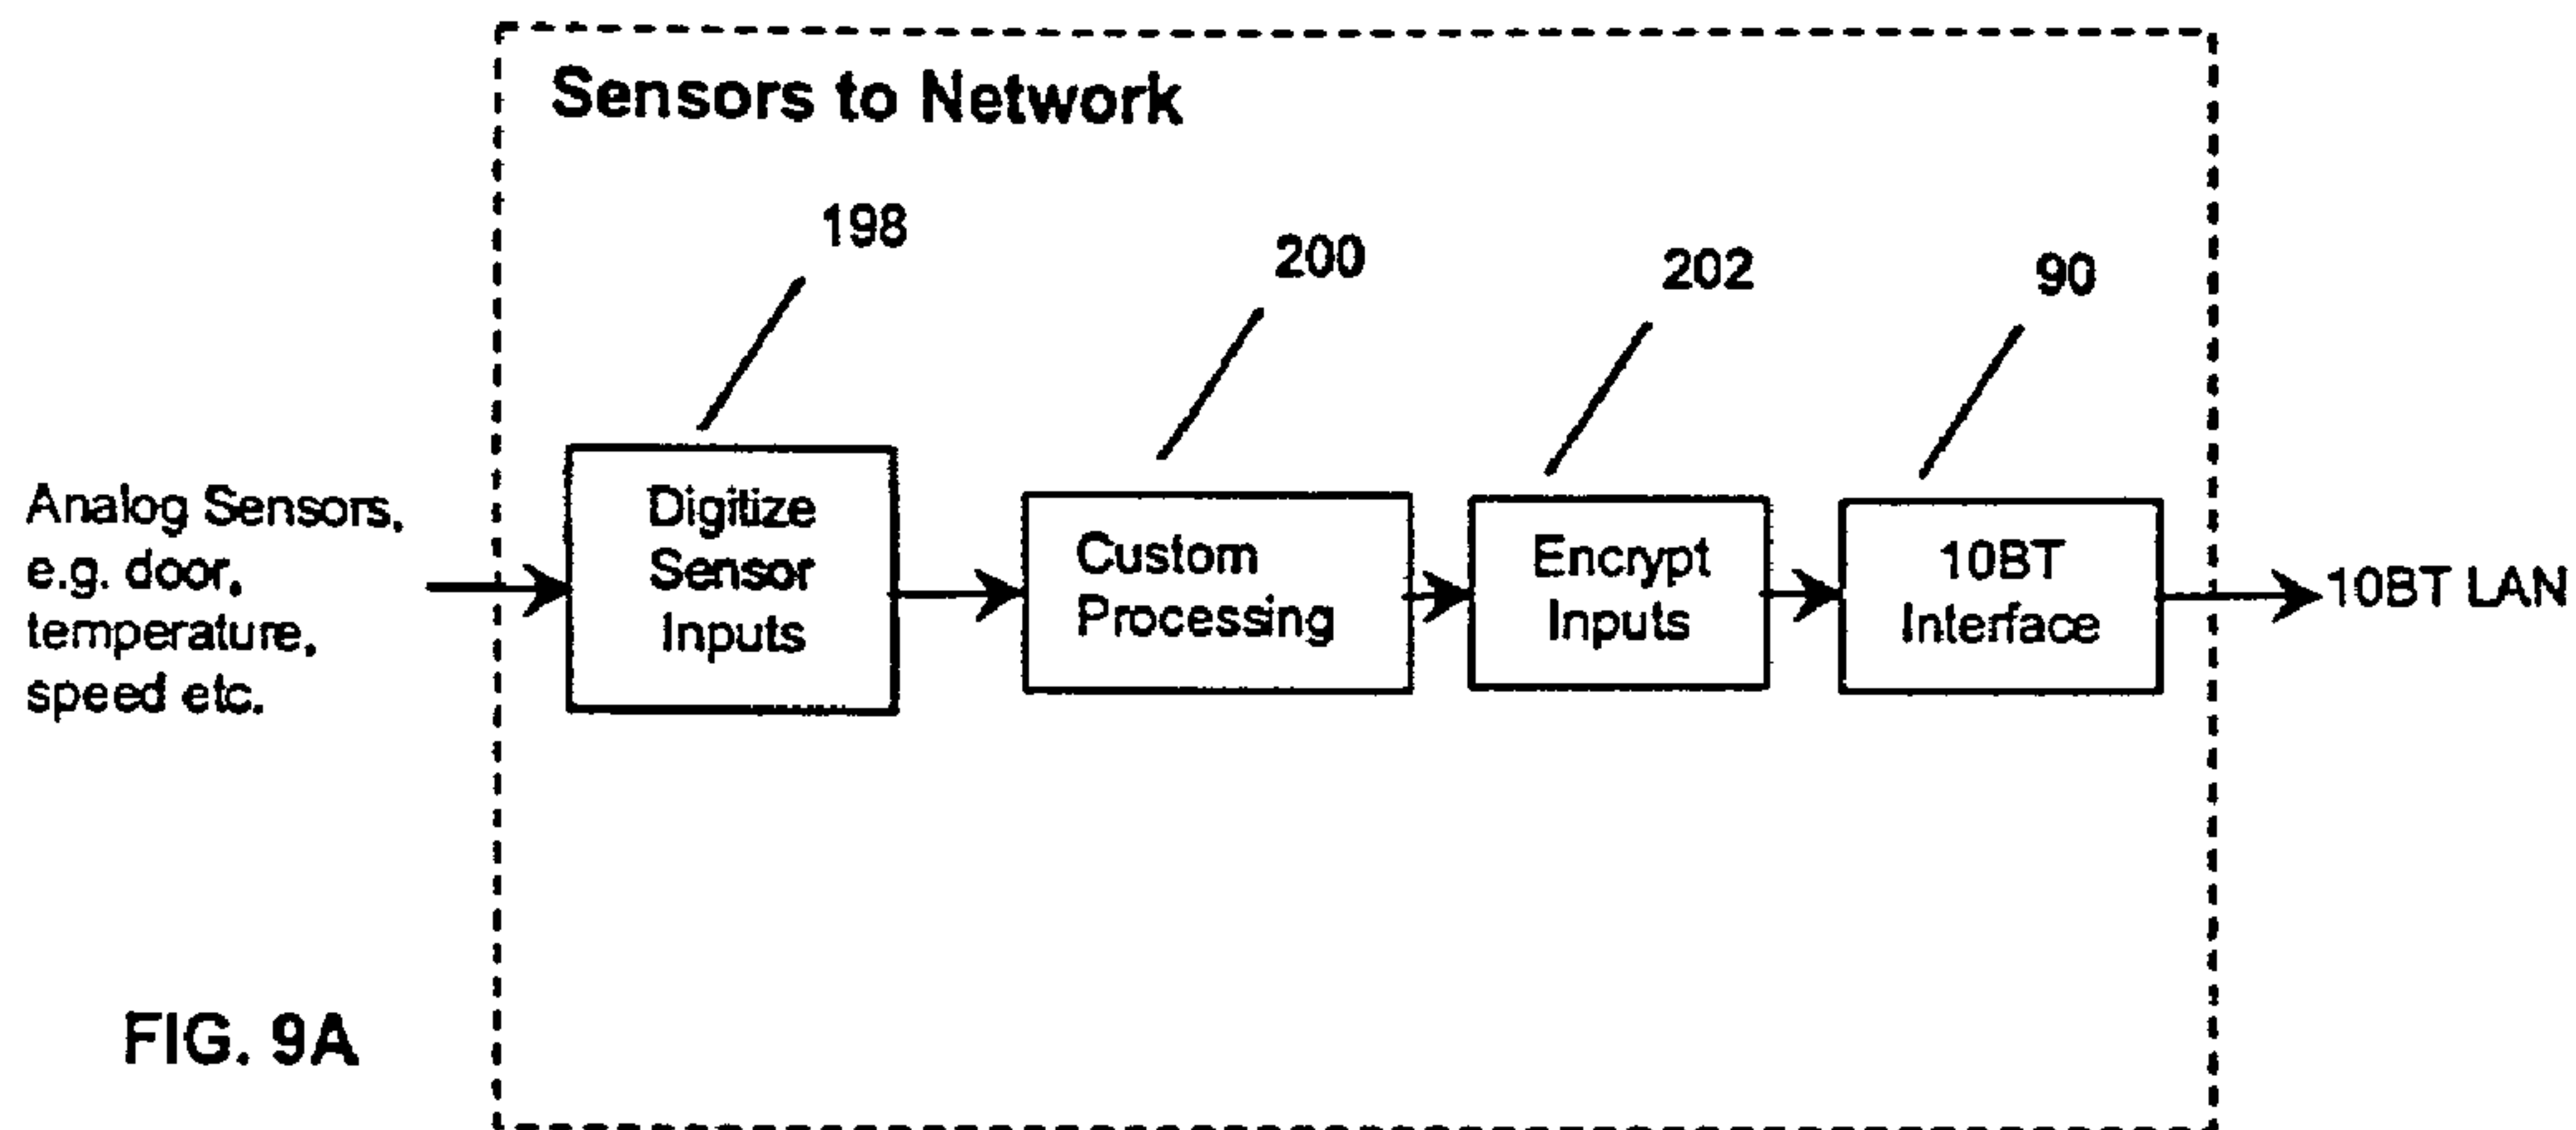 Sensors to Network
198
200
202
90
Analog Sensors,
e.g. door,
temperature,
speed etc.
Digitize
Sensor
Inputs
Custom
Processing
Encrypt
Inputs
10BT
Interface
10BT LAN
FIG. 9A